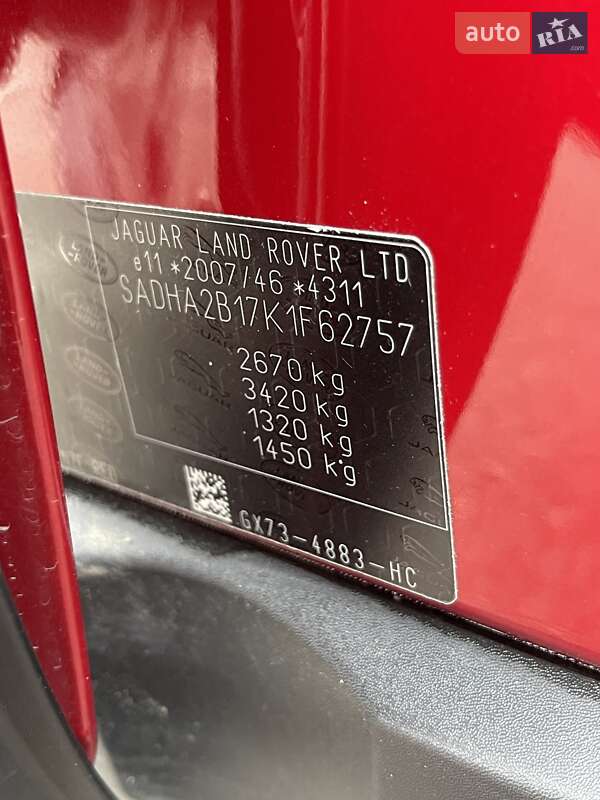 auto RIA.com
JAGUAR LAND ROVER LTD
e11 *2007/46 *4311
SADHA2B17K1F62757
2670 kg
3420 kg
1320 kg
1450 kg
GX73-4883-HC